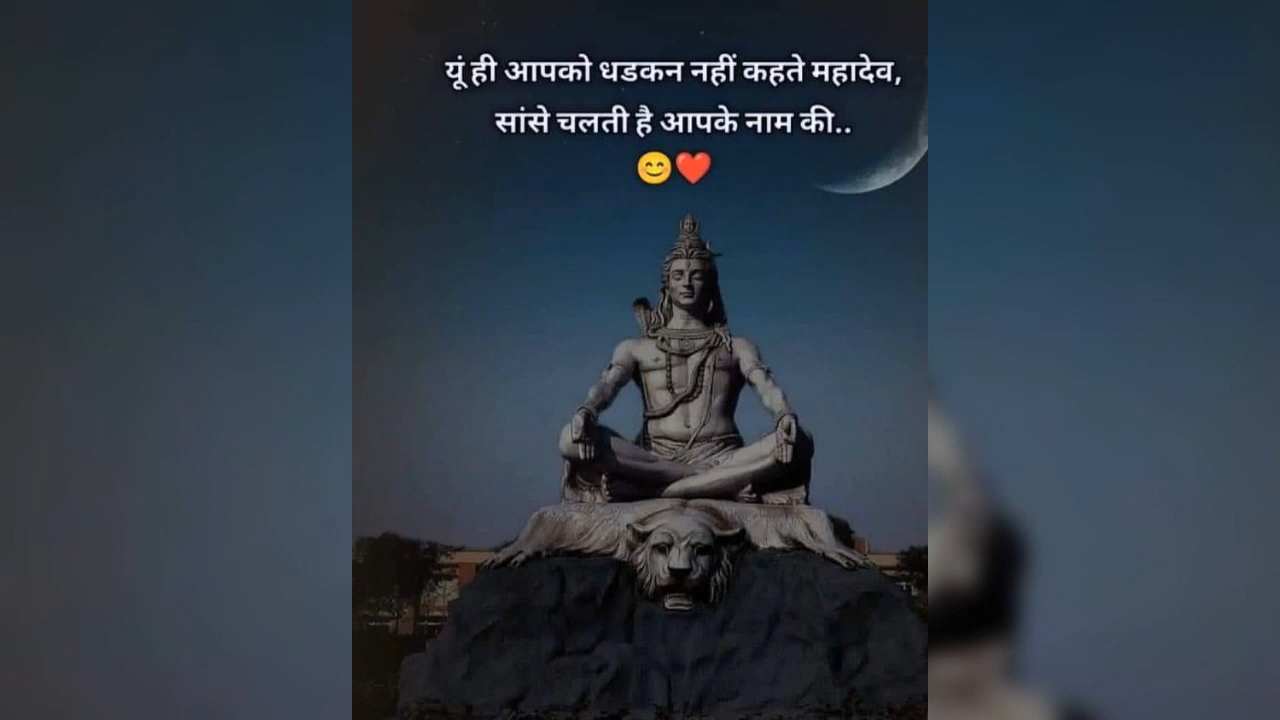 यूं ही आपको धडकन नहीं कहते महादेव,
सांसे चलती है आपके नाम की..
😊❤️